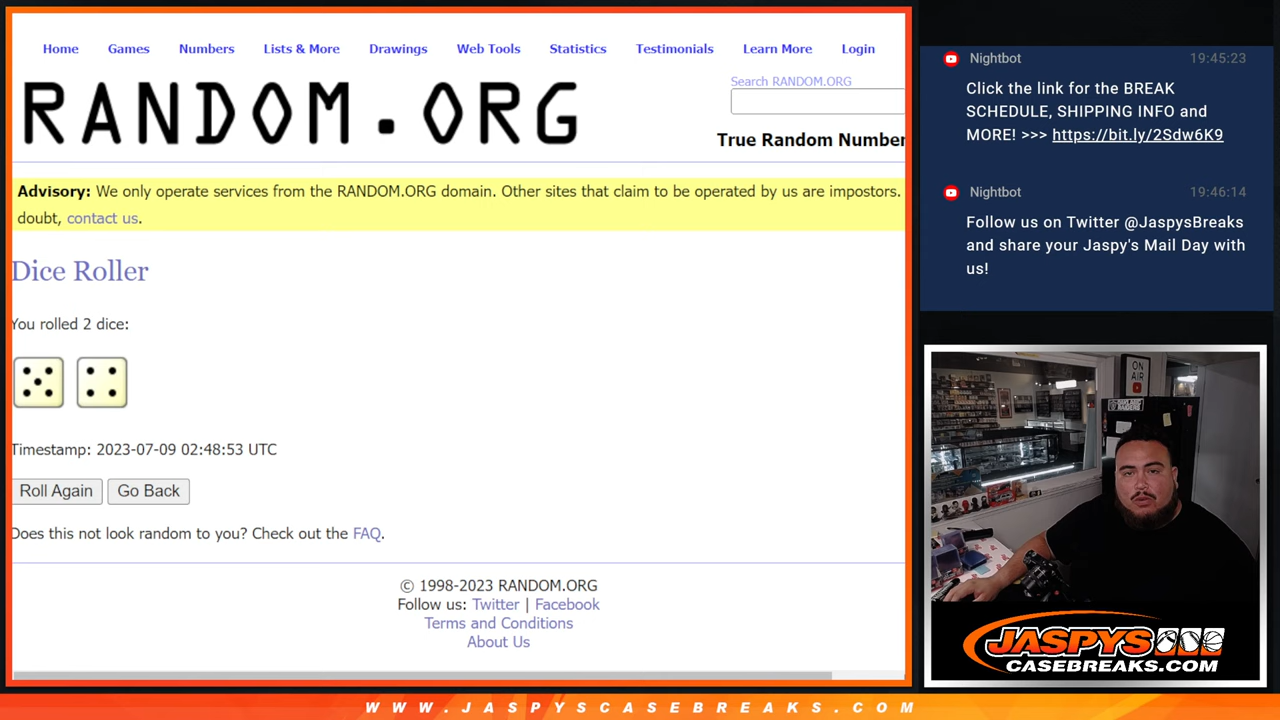 Home Games Numbers Lists & More Drawings Web Tools Statistics Testimonials Learn More Login
RANDOM.ORG
Search RANDOM.ORG
True Random Number
Advisory: We only operate services from the RANDOM.ORG domain. Other sites that claim to be operated by us are impostors.
doubt, contact us.
Dice Roller
You rolled 2 dice:
Timestamp: 2023-07-09 02:48:53 UTC
Roll Again Go Back
Does this not look random to you? Check out the FAQ.
© 1998-2023 RANDOM.ORG
Follow us: Twitter | Facebook
Terms and Conditions
About Us
Nightbot 19:45:23
Click the link for the BREAK
SCHEDULE, SHIPPING INFO and
MORE! >>> https://bit.ly/2Sdw6K9
Nightbot 19:46:14
Follow us on Twitter @JaspysBreaks
and share your Jaspy's Mail Day with
us!
ON
AIR
JASPYS
CASEBREAKS.COM
WWW.JASPYSCASEBREAKS.COM